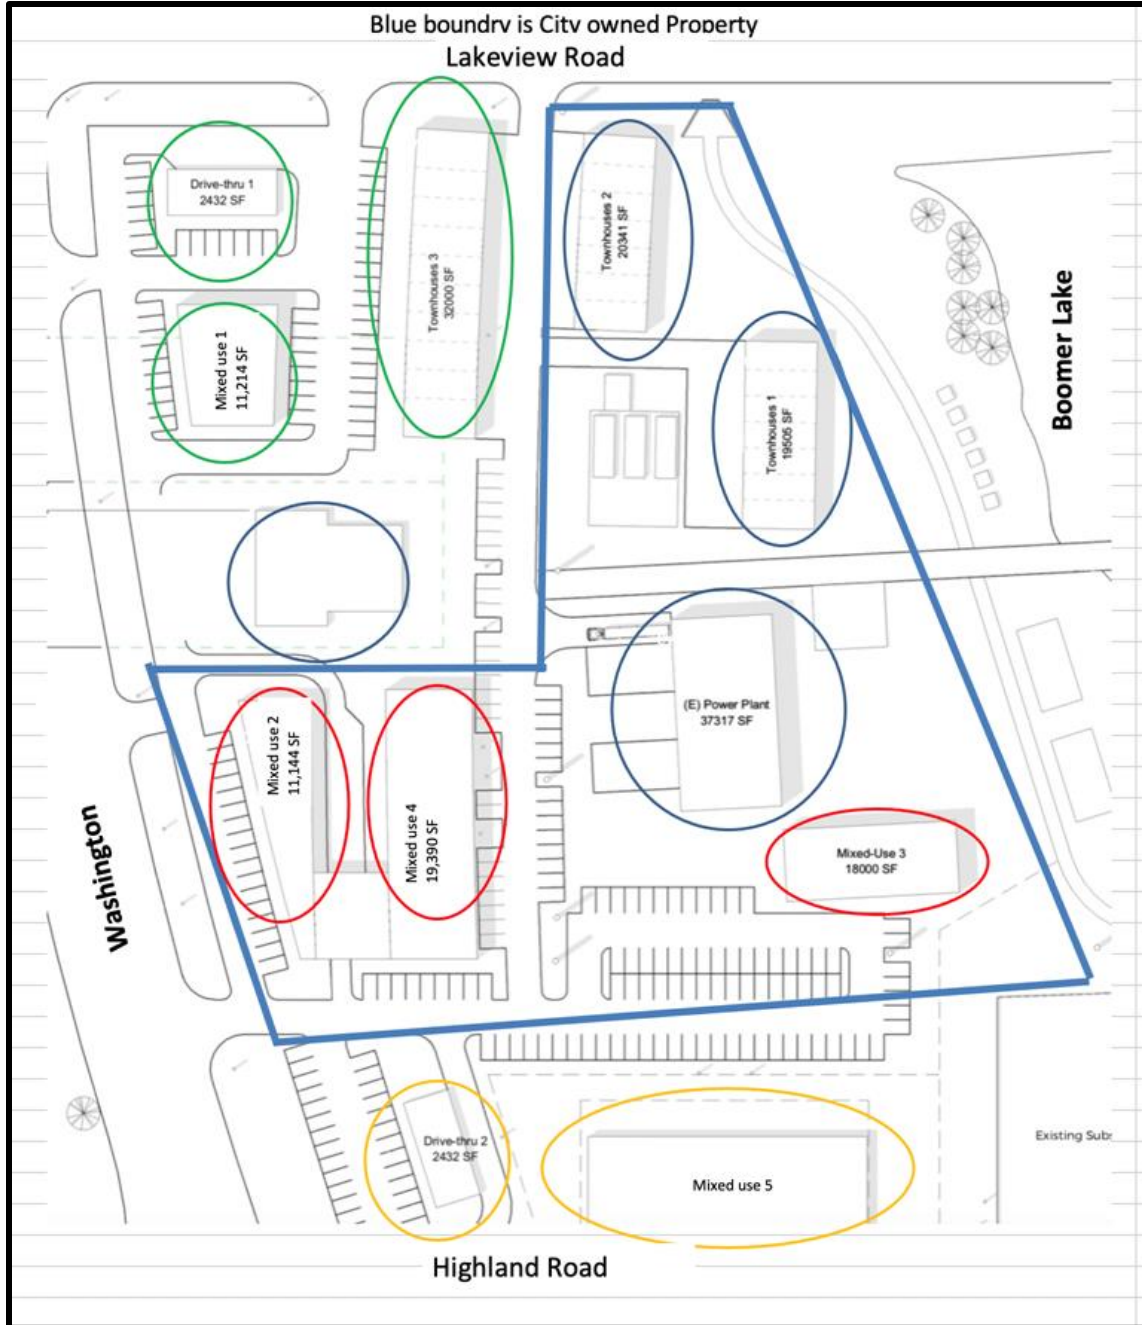 Blue boundry is City owned Property
Lakeview Road
Drive-thru 1
2432 SF
Townhouses 3
32000 SF
Townhouses 2
20341 SF
Mixed use 1
11,214 SF
Townhouses 1
19505 SF
Boomer Lake
(E) Power Plant
37317 SF
Mixed use 2
11,144 SF
Mixed use 4
19,390 SF
Mixed-Use 3
18000 SF
Washington
Drive-thru 2
2432 SF
Mixed use 5
Existing Subs
Highland Road